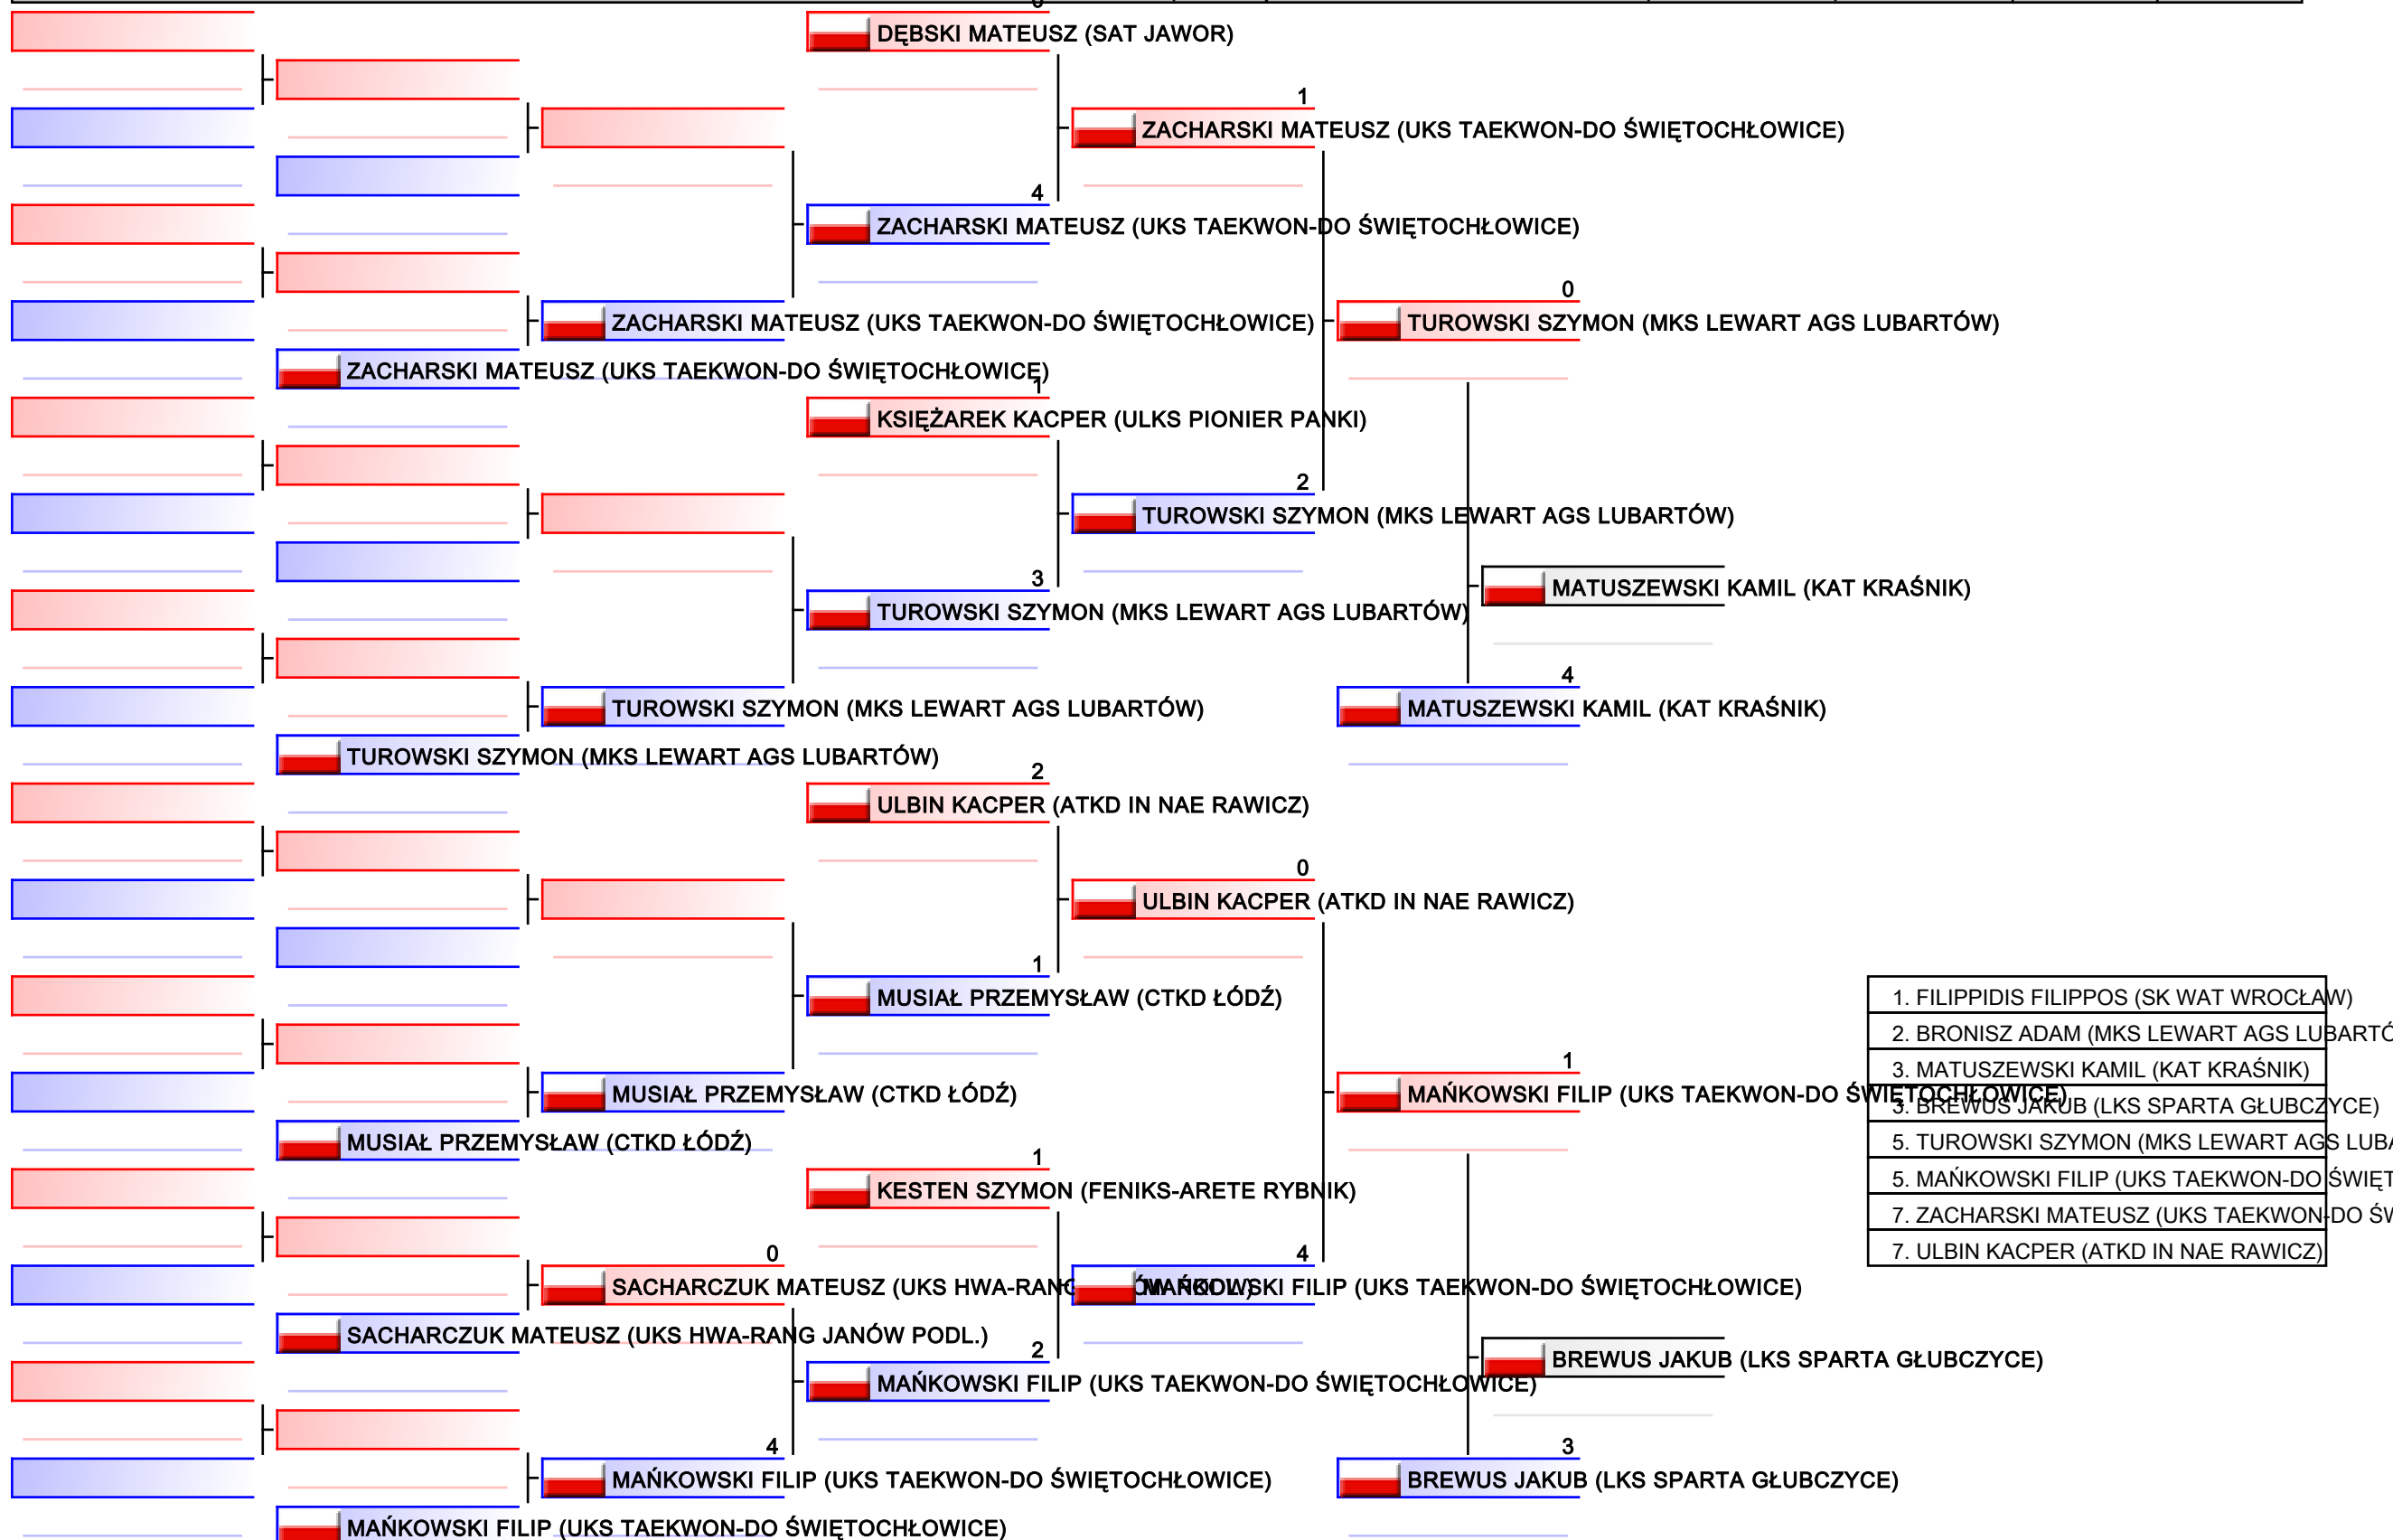 0
DĘBSKI MATEUSZ (SAT JAWOR)
1
ZACHARSKI MATEUSZ (UKS TAEKWON-DO ŚWIĘTOCHŁOWICE)
4
ZACHARSKI MATEUSZ (UKS TAEKWON-DO ŚWIĘTOCHŁOWICE)
0
ZACHARSKI MATEUSZ (UKS TAEKWON-DO ŚWIĘTOCHŁOWICE)
TUROWSKI SZYMON (MKS LEWART AGS LUBARTÓW)
ZACHARSKI MATEUSZ (UKS TAEKWON-DO ŚWIĘTOCHŁOWICE)
1
KSIĘŻAREK KACPER (ULKS PIONIER PANKI)
2
TUROWSKI SZYMON (MKS LEWART AGS LUBARTÓW)
3
MATUSZEWSKI KAMIL (KAT KRAŚNIK)
TUROWSKI SZYMON (MKS LEWART AGS LUBARTÓW)
4
TUROWSKI SZYMON (MKS LEWART AGS LUBARTÓW)
MATUSZEWSKI KAMIL (KAT KRAŚNIK)
TUROWSKI SZYMON (MKS LEWART AGS LUBARTÓW)
2
ULBIN KACPER (ATKD IN NAE RAWICZ)
0
ULBIN KACPER (ATKD IN NAE RAWICZ)
1
MUSIAŁ PRZEMYSŁAW (CTKD ŁÓDŹ)
1
MUSIAŁ PRZEMYSŁAW (CTKD ŁÓDŹ)
MAŃKOWSKI FILIP (UKS TAEKWON-DO ŚWIĘTOCHŁOWICE)
MUSIAŁ PRZEMYSŁAW (CTKD ŁÓDŹ)
1
KESTEN SZYMON (FENIKS-ARETE RYBNIK)
0
4
SACHARCZUK MATEUSZ (UKS HWA-RANG JANÓW PODL.)
MAŃKOWSKI FILIP (UKS TAEKWON-DO ŚWIĘTOCHŁOWICE)
SACHARCZUK MATEUSZ (UKS HWA-RANG JANÓW PODL.)
2
BREWUS JAKUB (LKS SPARTA GŁUBCZYCE)
MAŃKOWSKI FILIP (UKS TAEKWON-DO ŚWIĘTOCHŁOWICE)
4
3
MAŃKOWSKI FILIP (UKS TAEKWON-DO ŚWIĘTOCHŁOWICE)
BREWUS JAKUB (LKS SPARTA GŁUBCZYCE)
MAŃKOWSKI FILIP (UKS TAEKWON-DO ŚWIĘTOCHŁOWICE)
1. FILIPPIDIS FILIPPOS (SK WAT WROCŁAW)
2. BRONISZ ADAM (MKS LEWART AGS LUBARTÓ
3. MATUSZEWSKI KAMIL (KAT KRAŚNIK)
3. BREWUS JAKUB (LKS SPARTA GŁUBCZYCE)
5. TUROWSKI SZYMON (MKS LEWART AGS LUBA
5. MAŃKOWSKI FILIP (UKS TAEKWON-DO ŚWIĘT
7. ZACHARSKI MATEUSZ (UKS TAEKWON-DO ŚW
7. ULBIN KACPER (ATKD IN NAE RAWICZ)